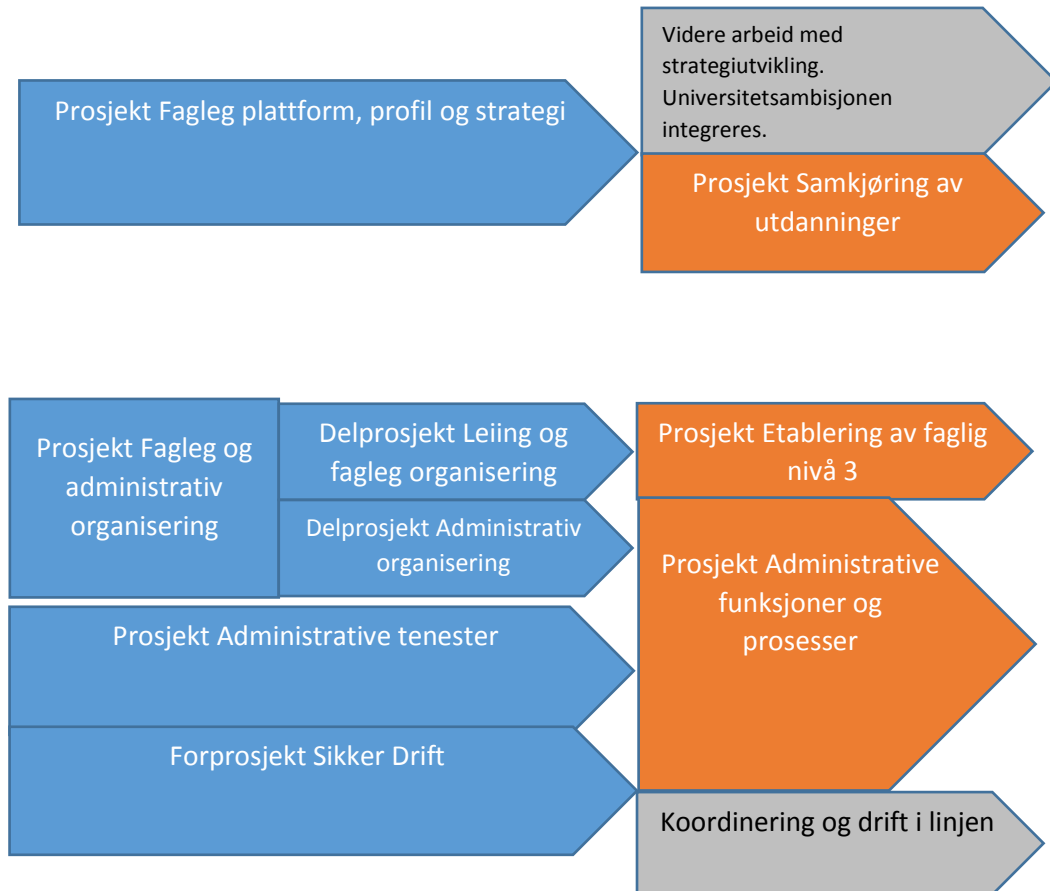 Prosjekt Fagleg plattform, profil og strategi
Videre arbeid med
strategiutvikling.
Universitetsambisjonen
integreres.
Prosjekt Samkjøring av
utdanninger
Prosjekt Fagleg og
administrativ
organisering
Delprosjekt Leiing og
fagleg organisering
Delprosjekt Administrativ
organisering
Prosjekt Etablering av faglig
nivå 3
Prosjekt Administrative
funksjoner og
prosesser
Prosjekt Administrative tenester
Forprosjekt Sikker Drift
Koordinering og drift i linjen